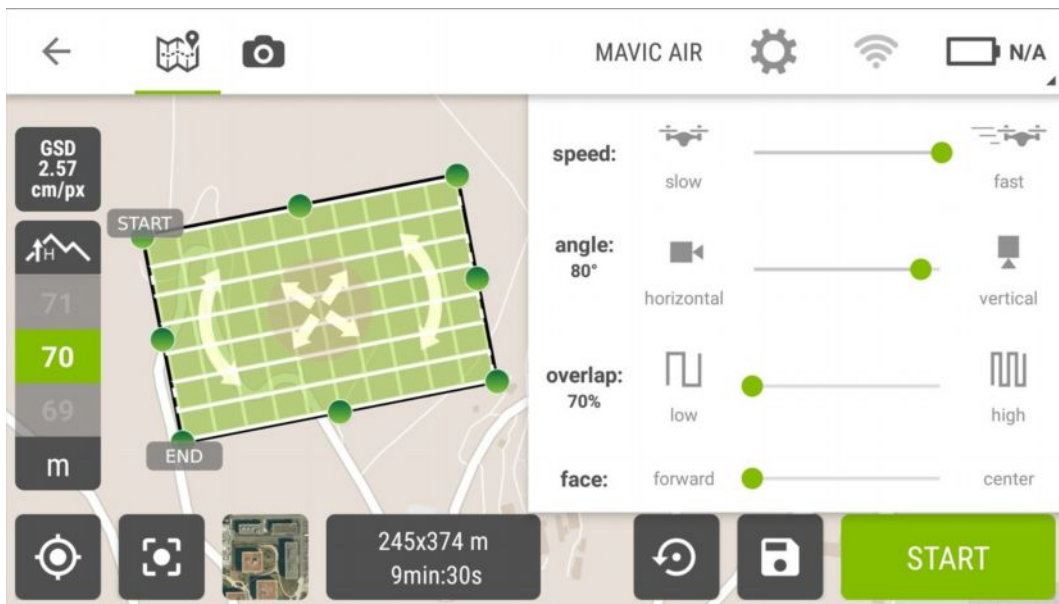 MAVIC AIR
N/A
GSD
2.57
cm/px
START
71
70
69
m
END
speed:
slow
fast
angle:
80°
horizontal
vertical
overlap:
70%
low
high
face:
forward
center
H
245x374 m
9min:30s
START